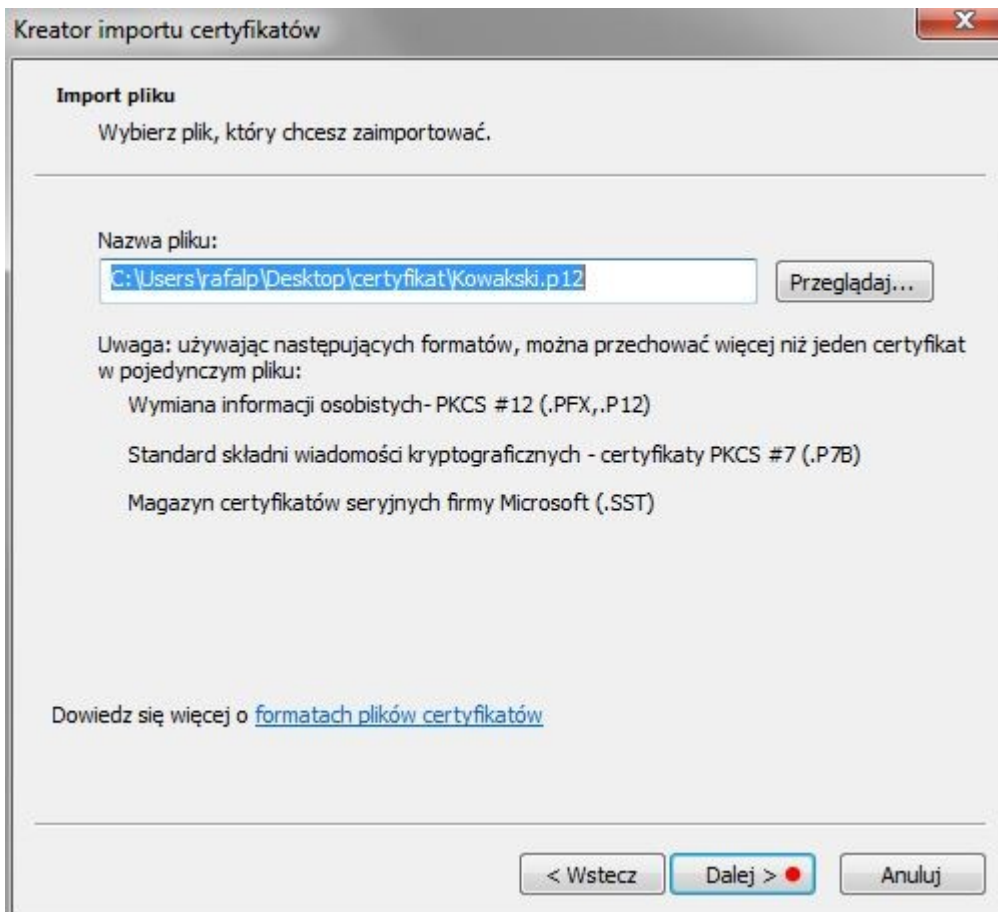 Kreator importu certyfikatów
X
Import pliku
Wybierz plik, który chcesz zaimportować.
Nazwa pliku:
C:\Users\rafalp\Desktop\certyfikat\Kowakski.p12
Przeglądaj...
Uwaga: używając następujących formatów, można przechować więcej niż jeden certyfikat
w pojedynczym pliku:
Wymiana informacji osobistych- PKCS #12 (.PFX,.P12)
Standard składni wiadomości kryptograficznych - certyfikaty PKCS #7 (.P7B)
Magazyn certyfikatów seryjnych firmy Microsoft (.SST)
Dowiedz się więcej o formatach plików certyfikatów
< Wstecz
Dalej >
Anuluj